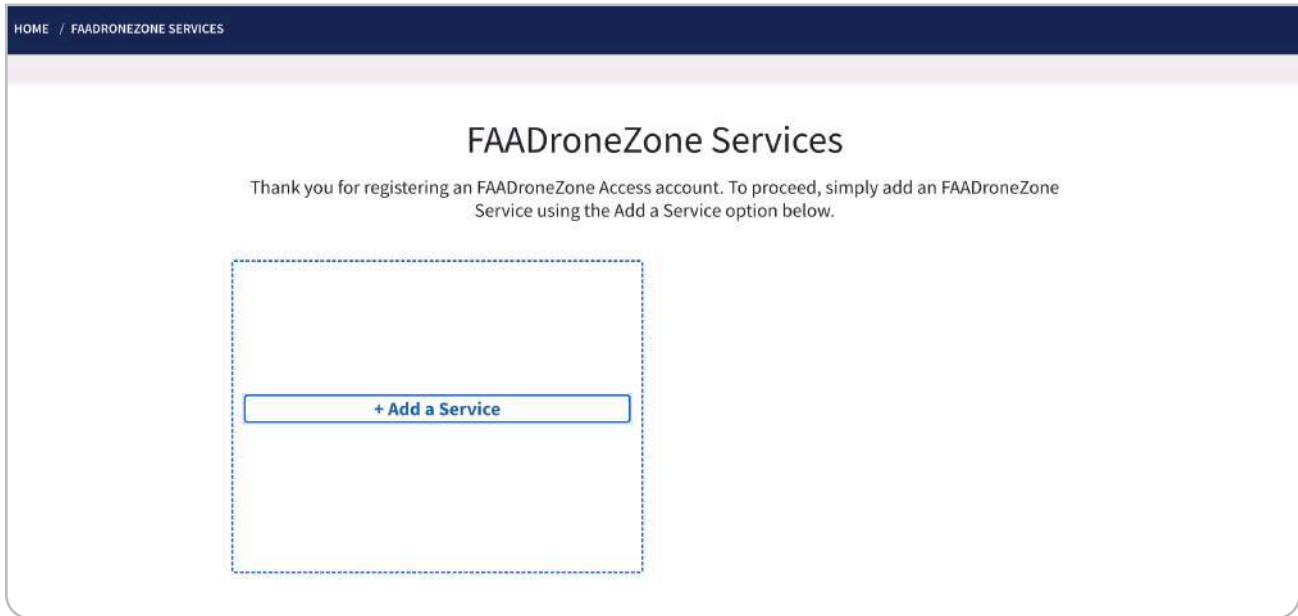 HOME / FAADRONEZONE SERVICES
FAADroneZone Services
Thank you for registering an FAADroneZone Access account. To proceed, simply add an FAADroneZone
Service using the Add a Service option below.
+ Add a Service